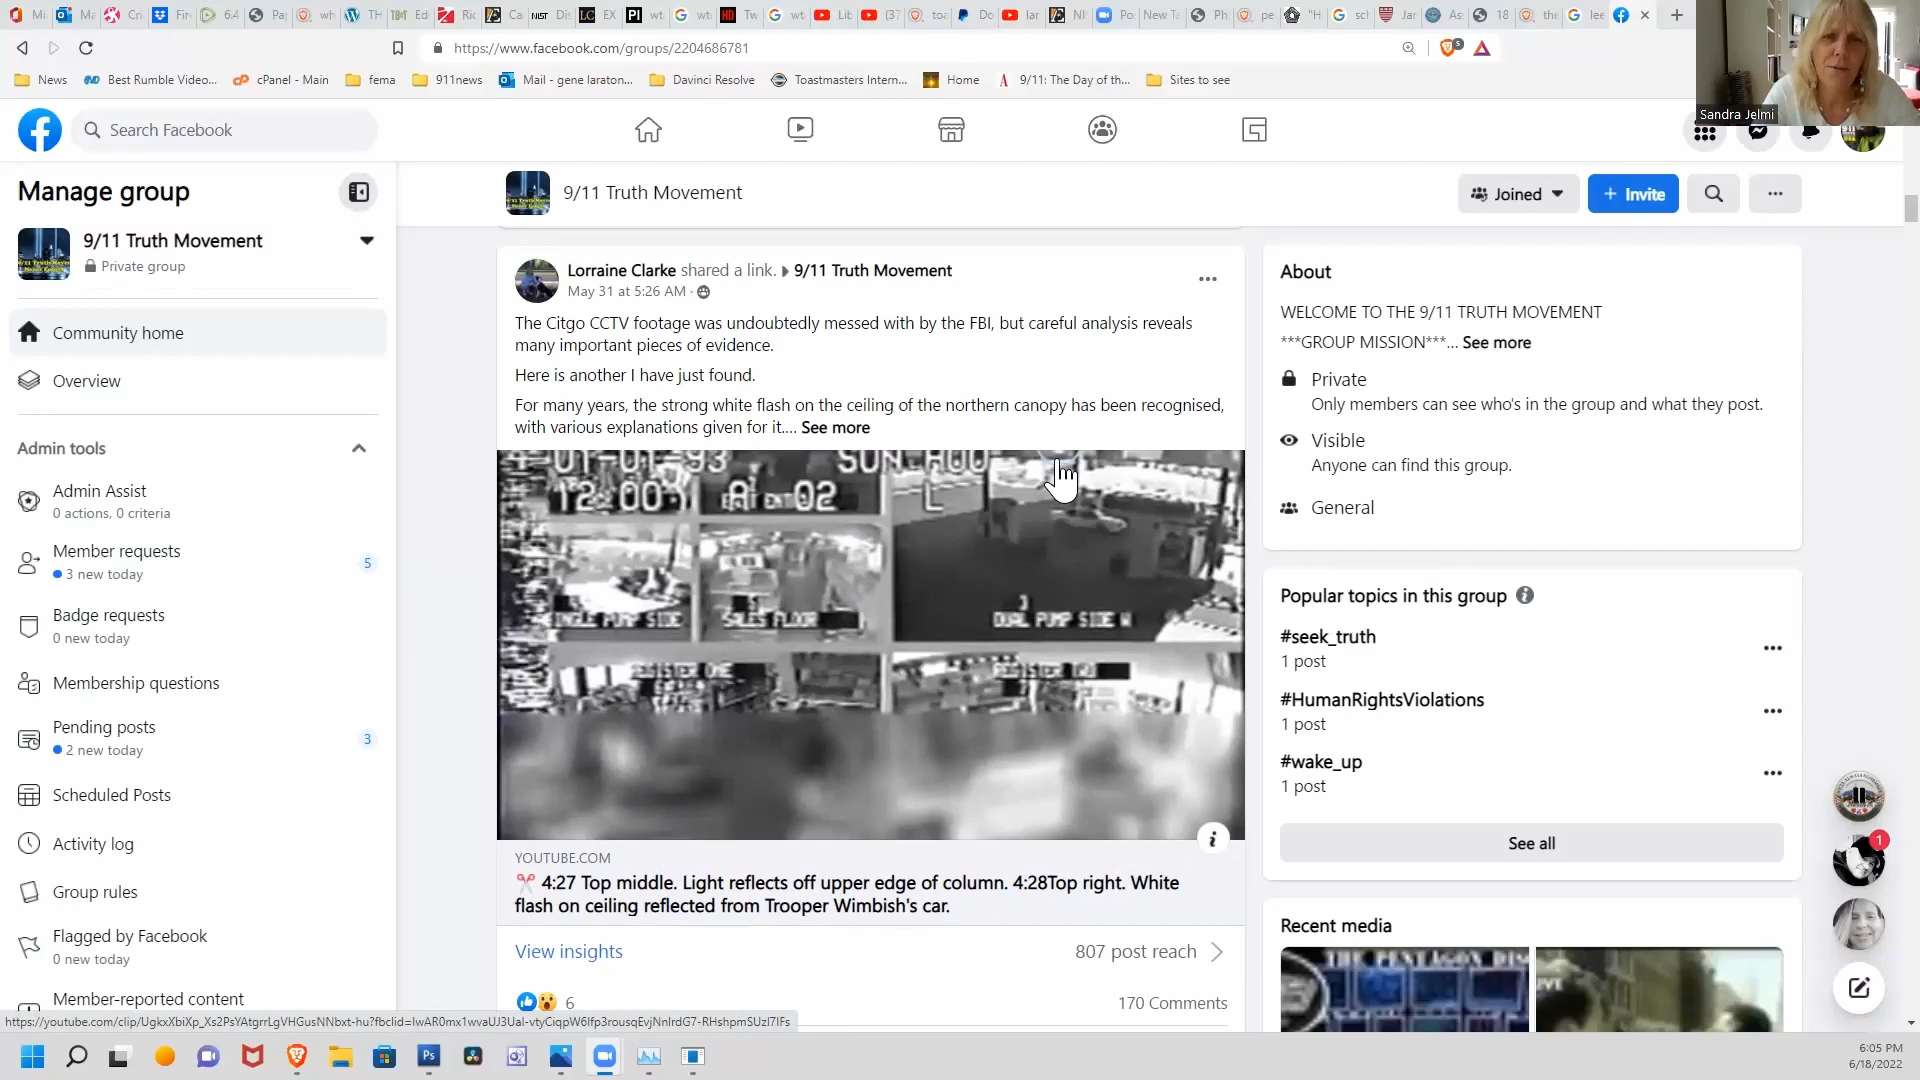 https://www.facebook.com/groups/2204686781
5
News
Best Rumble Video...
cPanel - Main
fema
911news
Mail - gene laraton...
Davinci Resolve
Toastmasters Intern...
Home
9/11: The Day of th...
Sites to see
Sandra Jelmi
Search Facebook
Manage group
9/11 Truth Movement
Private group
Community home
Overview
Admin tools
Admin Assist
0 actions, 0 criteria
Member requests
3 new today
5
Badge requests
0 new today
Membership questions
Pending posts
2 new today
3
Scheduled Posts
Activity log
Group rules
Flagged by Facebook
0 new today
Member-reported content
9/11 Truth Movement
Joined
+ Invite
Lorraine Clarke shared a link. 9/11 Truth Movement
May 31 at 5:26 AM
The Citgo CCTV footage was undoubtedly messed with by the FBI, but careful analysis reveals
many important pieces of evidence.
Here is another I have just found.
For many years, the strong white flash on the ceiling of the northern canopy has been recognised,
with various explanations given for it.... See more
01-01-93
SUN
12:00
02
L
SALES FLOOR
DUAL PUMP SIDE
YOUTUBE.COM
4:27 Top middle. Light reflects off upper edge of column. 4:28Top right. White
flash on ceiling reflected from Trooper Wimbish's car.
View insights
807 post reach
6
170 Comments
About
WELCOME TO THE 9/11 TRUTH MOVEMENT
***GROUP MISSION***... See more
Private
Only members can see who's in the group and what they post.
Visible
Anyone can find this group.
General
Popular topics in this group
#seek_truth
1 post
#HumanRightsViolations
1 post
#wake_up
1 post
See all
Recent media
1
6:05 PM
6/18/2022